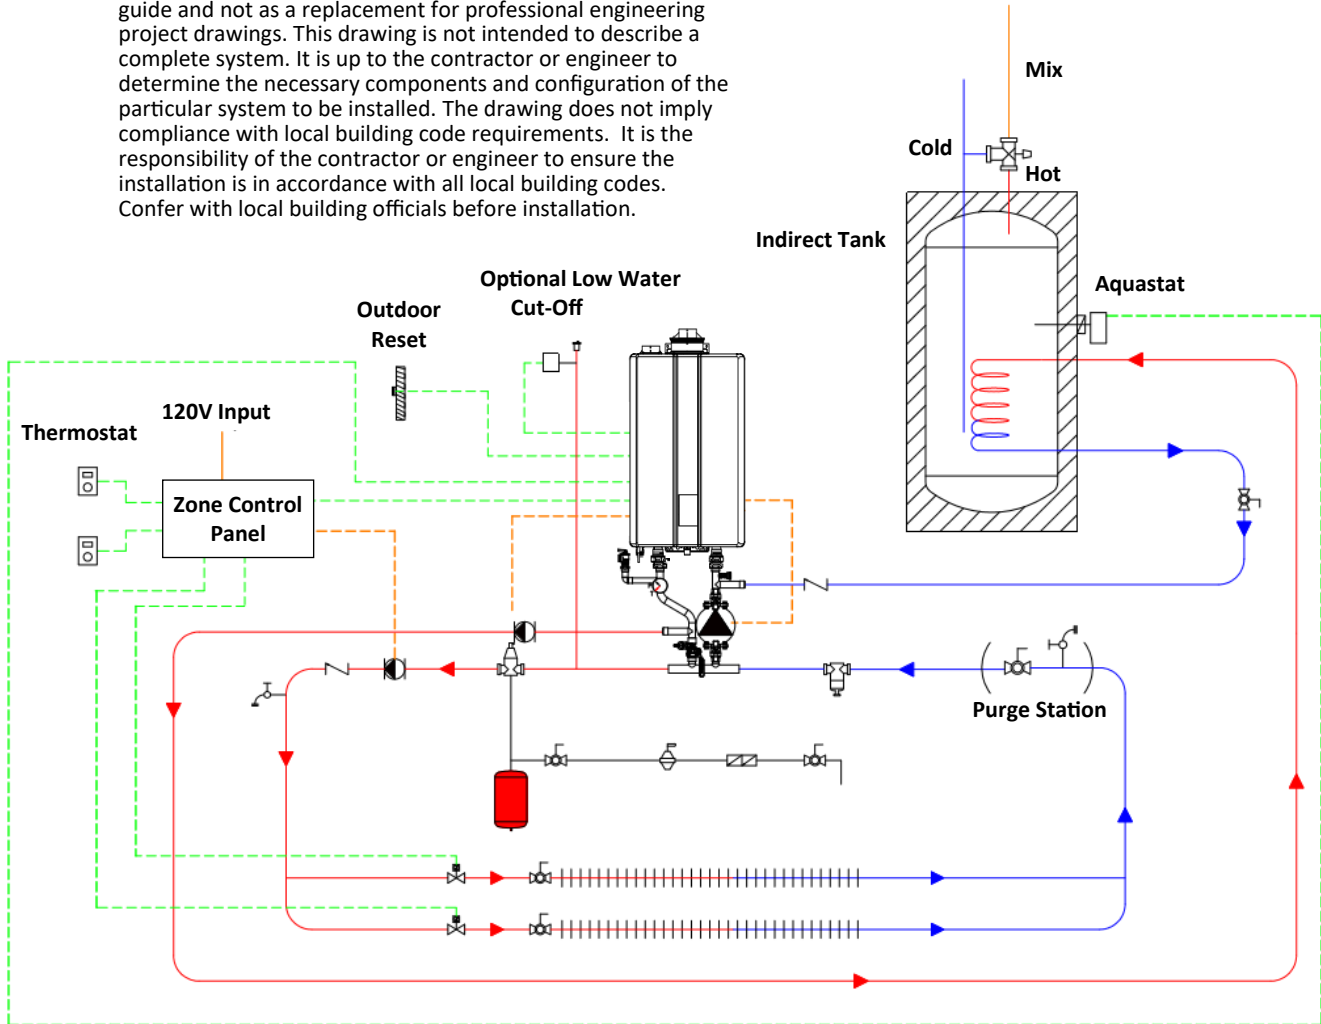 guide and not as a replacement for professional engineering
project drawings. This drawing is not intended to describe a
complete system. It is up to the contractor or engineer to
determine the necessary components and configuration of the
particular system to be installed. The drawing does not imply
compliance with local building code requirements.  It is the
responsibility of the contractor or engineer to ensure the
installation is in accordance with all local building codes.
Confer with local building officials before installation.
Mix
Cold
Hot
Indirect Tank
Aquastat
Optional Low Water
Cut-Off
Outdoor
Reset
120V Input
Thermostat
Zone Control
Panel
Purge Station